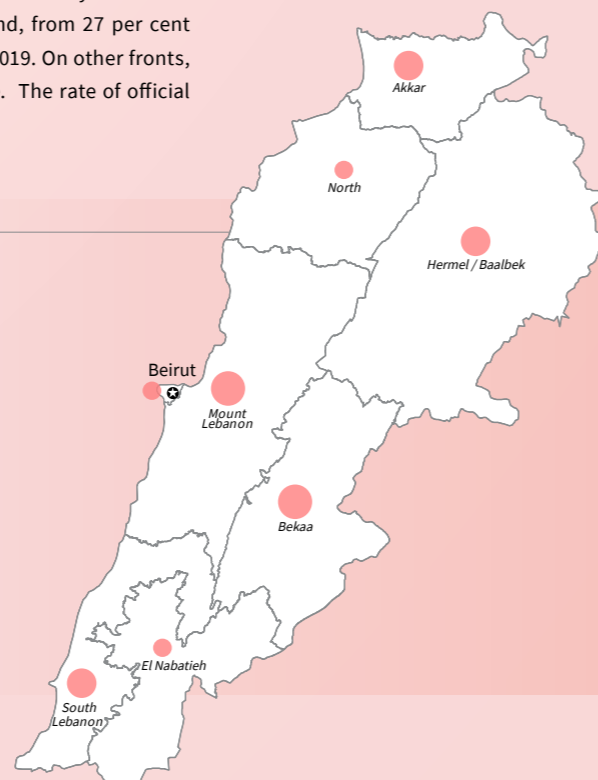 nd, from 27 per cent
019. On other fronts,
. The rate of official
Akkar
North
Hermel / Baalbek
Beirut
Mount
Lebanon
Bekaa
El Nabatieh
South
Lebanon